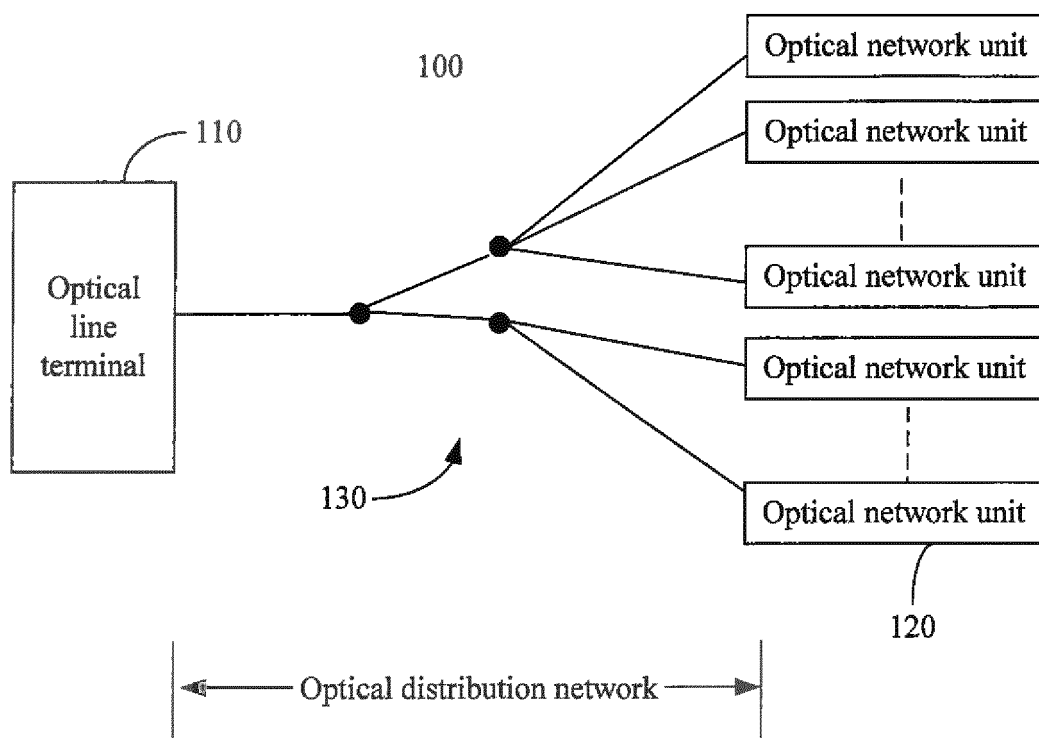 100
Optical network unit
Optical network unit
110
Optical network unit
Optical
line
terminal
Optical network unit
130
Optical network unit
120
Optical distribution network